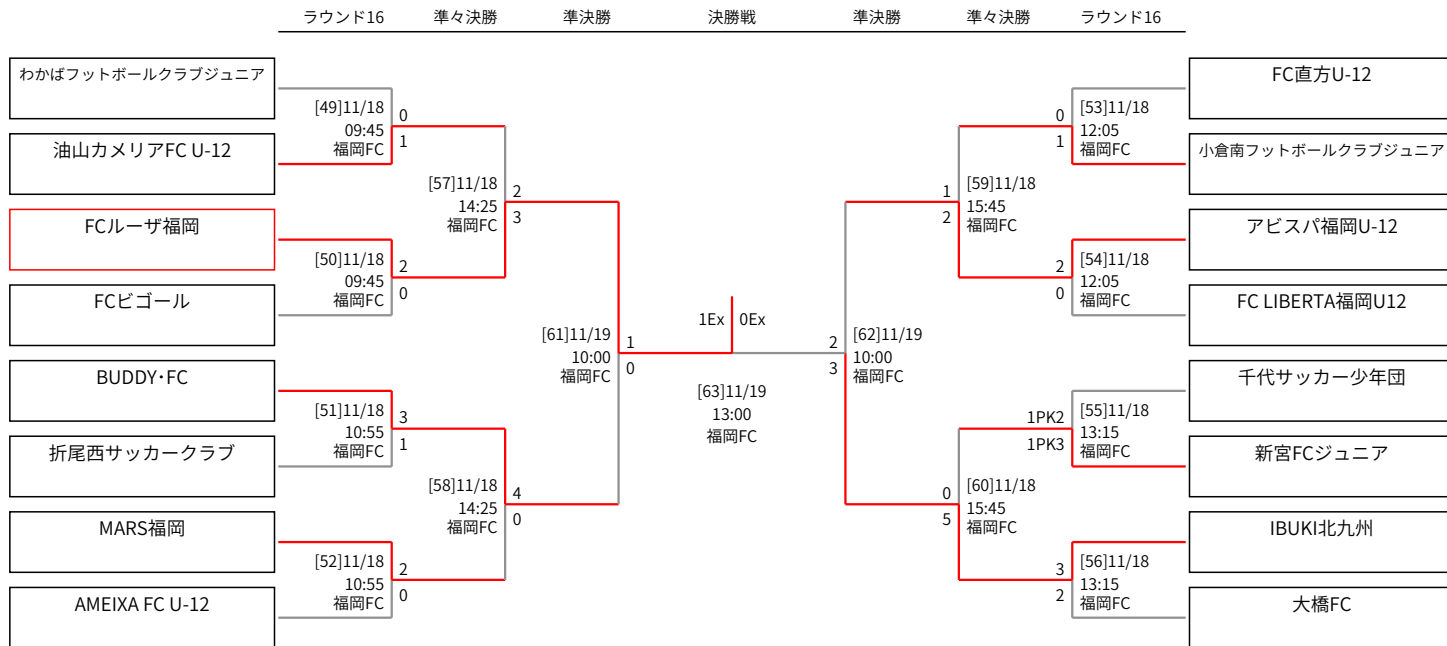 ラウンド16
準々決勝
準決勝
決勝戦
準決勝
準々決勝
ラウンド16
わかばフットボールクラブジュニア
油山カメリアFC U-12
FCルーザ福岡
FCビゴール
BUDDY･FC
折尾西サッカークラブ
MARS福岡
AMEIXA FC U-12
[49]11/18
09:45
福岡FC
0
1
[50]11/18
09:45
福岡FC
2
0
[51]11/18
10:55
福岡FC
3
1
[52]11/18
10:55
福岡FC
2
0
[57]11/18
14:25
福岡FC
2
3
[58]11/18
14:25
福岡FC
4
0
[61]11/19
10:00
福岡FC
1
0
1Ex
0Ex
[63]11/19
13:00
福岡FC
2
3
[62]11/19
10:00
福岡FC
1
2
[59]11/18
15:45
福岡FC
0
5
[60]11/18
15:45
福岡FC
0
1
[53]11/18
12:05
福岡FC
2
0
[54]11/18
12:05
福岡FC
1PK2
1PK3
[55]11/18
13:15
福岡FC
3
2
[56]11/18
13:15
福岡FC
FC直方U-12
小倉南フットボールクラブジュニア
アビスパ福岡U-12
FC LIBERTA福岡U12
千代サッカー少年団
新宮FCジュニア
IBUKI北九州
大橋FC